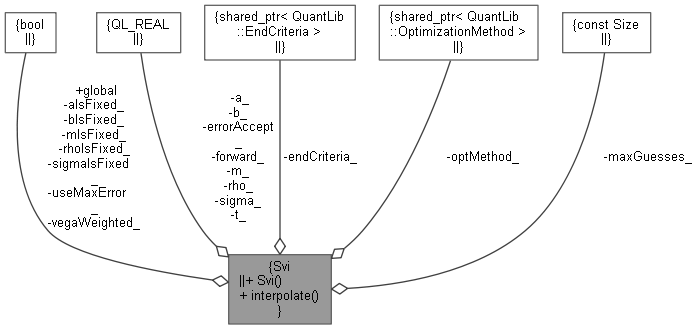 {bool
||}
{QL_REAL
||}
{shared_ptr< QuantLib
::EndCriteria >
||}
{shared_ptr< QuantLib
::OptimizationMethod >
||}
{const Size
||}
+global
-aIsFixed_
-bIsFixed_
-mIsFixed_
-rhoIsFixed_
-sigmaIsFixed
_
-useMaxError
_
-vegaWeighted_
-a_
-b_
-errorAccept
_
-forward_
-m_
-rho_
-sigma_
-t_
-endCriteria_
-optMethod_
-maxGuesses_
{Svi
||+ Svi()
+ interpolate()
}